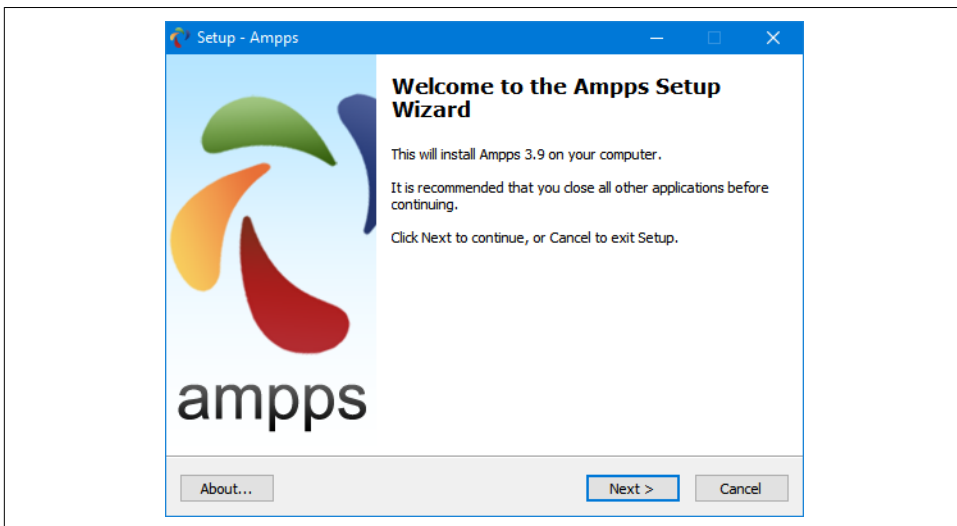 Setup - Ampps
Welcome to the Ampps Setup
Wizard
This will install Ampps 3.9 on your computer.
It is recommended that you close all other applications before
continuing.
Click Next to continue, or Cancel to exit Setup.
ampps
About...
Next >
Cancel